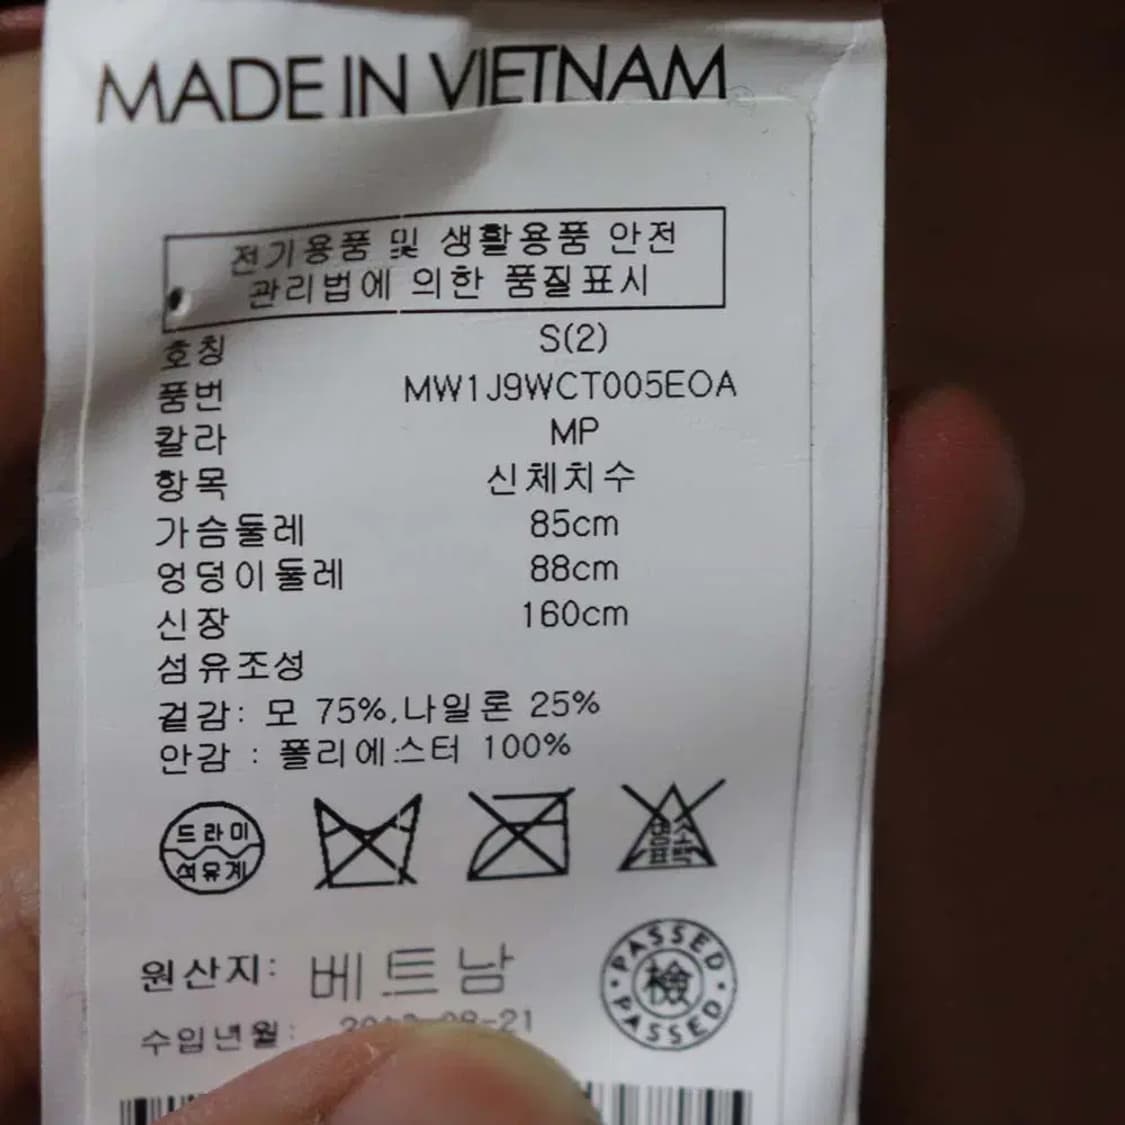 MADE IN VIETNAM
전기용품 및 생활용품 안전
관리법에 의한 품질표시
호칭 S(2)
품번 MW1J9WCT005EOA
칼라 MP
항목 신체치수
가슴둘레 85cm
엉덩이둘레 88cm
신장 160cm
섬유조성
겉감: 모 75%,나일론 25%
안감 : 폴리에스터 100%
드라이
석유계
염소
표백
원산지: 베트남
PASSED
檢
PASSED
수입년월: